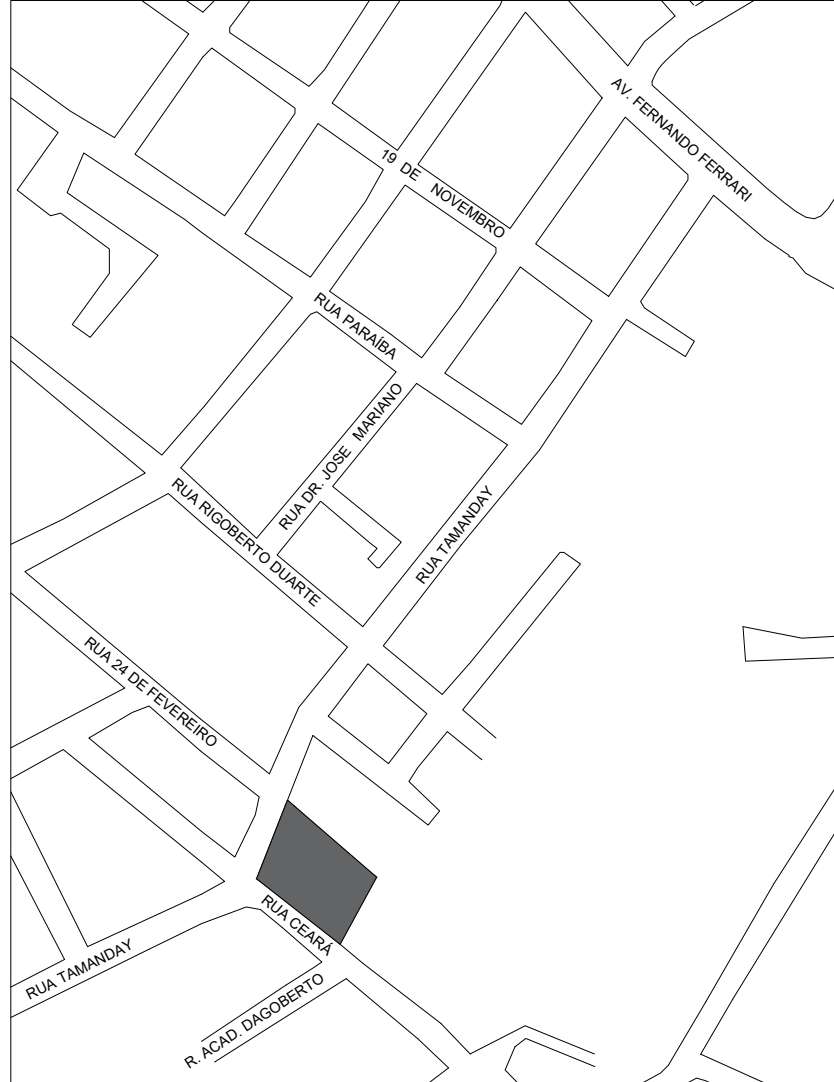 AV. FERNANDO FERRARI
19 DE NOVEMBRO
RUA PARAÍBA
RUA DR. JOSE MARIANO
RUA RIGOBERTO DUARTE
RUA TAMANDAY
RUA 24 DE FEVEREIRO
RUA CEARÁ
RUA TAMANDAY
R. ACAD. DAGOBERTO